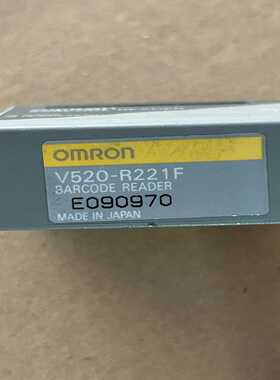 OMRON
V520-R221F
BARCODE READER
E090970
MADE IN JAPAN